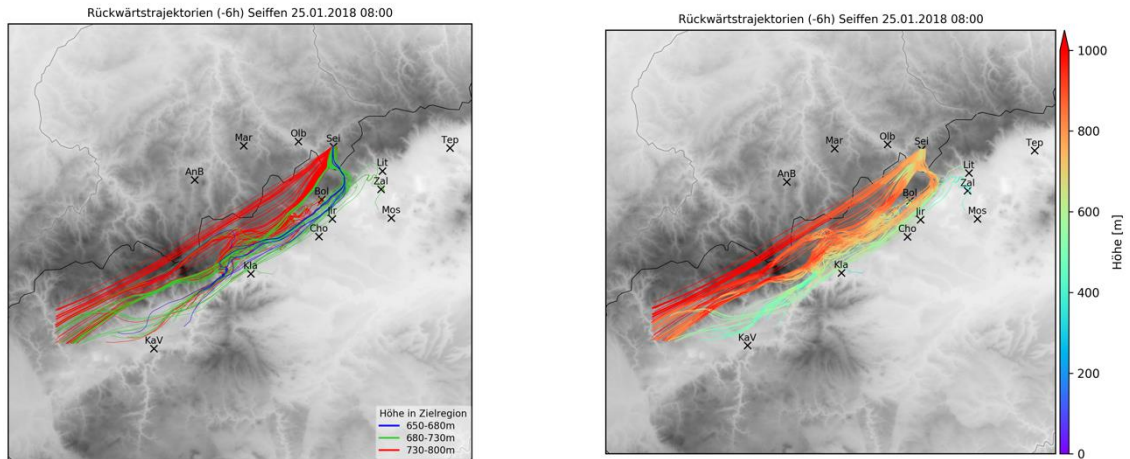 Rückwärtstrajektorien (-6h) Seiffen 25.01.2018 08:00
Mar
Olb
Sei
Tep
Lit
AnB
Zal
Bol
Mos
Jir
Cho
Kla
KaV
Höhe in Zielregion
650-680m
680-730m
730-800m
Rückwärtstrajektorien (-6h) Seiffen 25.01.2018 08:00
Mar
Olb
Sei
Tep
Lit
AnB
Zal
Bol
Mos
Jir
Cho
Kla
KaV
1000
800
600
400
200
0
Höhe [m]